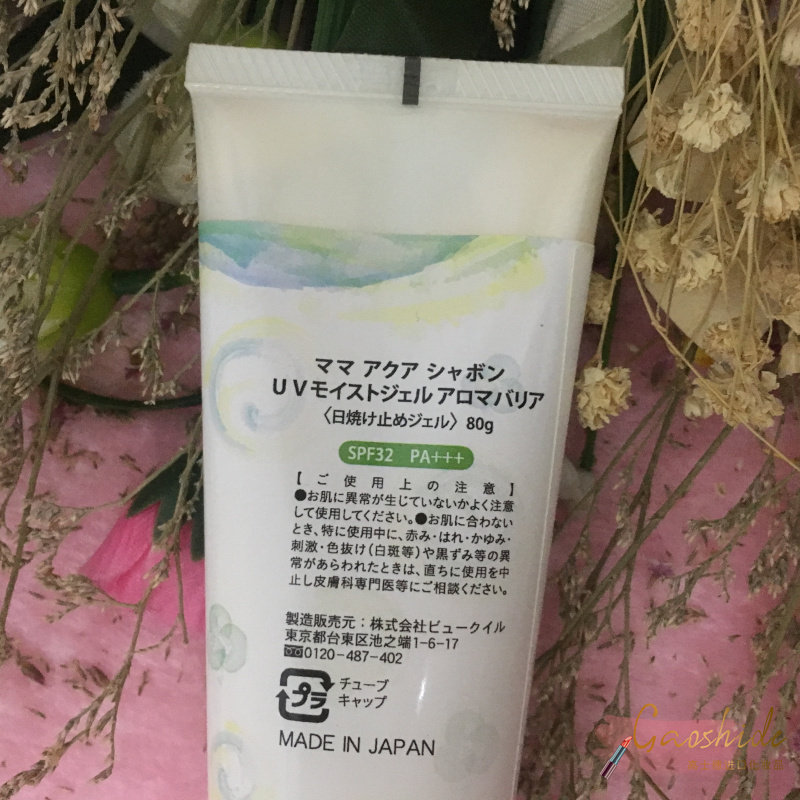 ママ アクア シャボン
UVモイストジェル アロマバリア
〈日焼け止めジェル〉 80g
SPF32 PA+++
【ご使用上の注意】
●お肌に異常が生じていないかよく注意
して使用してください。●お肌に合わない
とき、特に使用中に、赤み・はれ・かゆみ・
刺激・色抜け(白斑等)や黒ずみ等の異
常があらわれたときは、直ちに使用を中
止し皮膚科専門医等にご相談ください。
製造販売元:株式会社ビュークイル
東京都台東区池之端1-6-17
0120-487-402
プラ
チューブ
キャップ
MADE IN JAPAN
Gaoshide